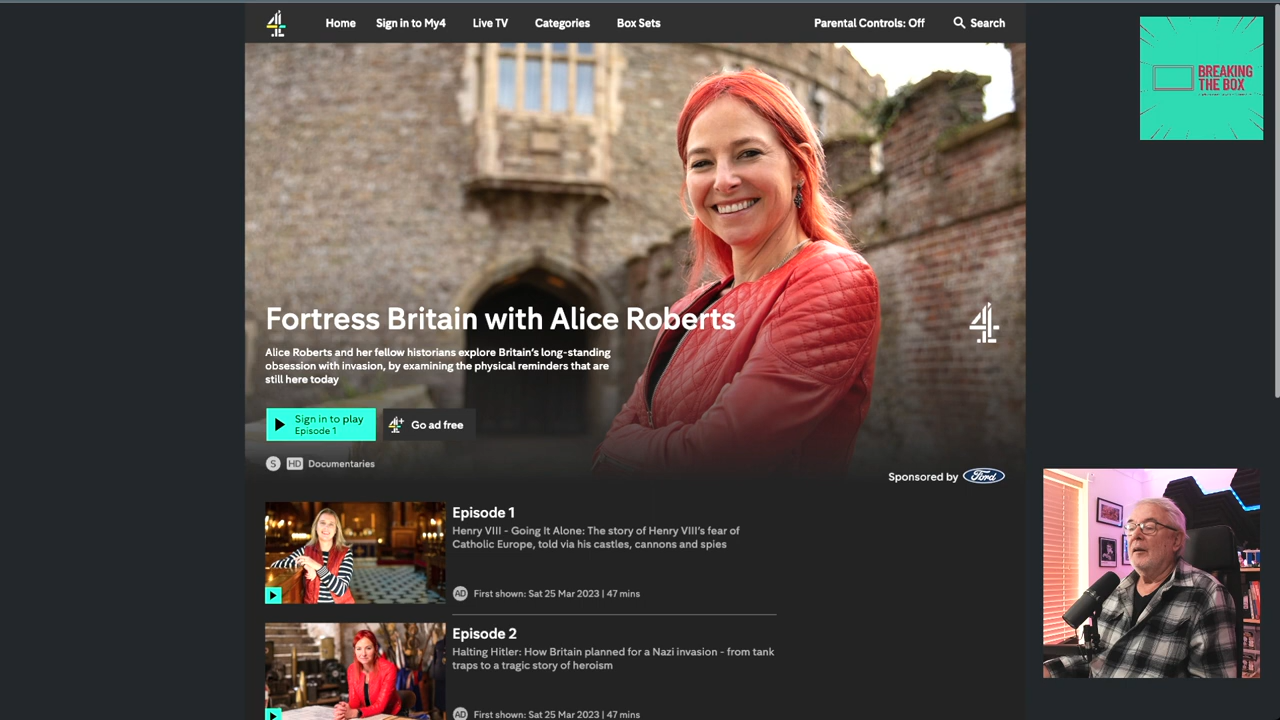 Home
Sign in to My4
Live TV
Categories
Box Sets
Parental Controls: Off
Search
BREAKING
THE BOX
Fortress Britain with Alice Roberts
Alice Roberts and her fellow historians explore Britain's long-standing
obsession with invasion, by examining the physical reminders that are
still here today
Sign in to play
Episode 1
4+
Go ad free
S
HD
Documentaries
Sponsored by Ford
Episode 1
Henry VIII - Going It Alone: The story of Henry VIII's fear of
Catholic Europe, told via his castles, cannons and spies
AD
First shown: Sat 25 Mar 2023 | 47 mins
Episode 2
Halting Hitler: How Britain planned for a Nazi invasion - from tank
traps to a tragic story of heroism
AD
First shown: Sat 25 Mar 2023 | 47 mins